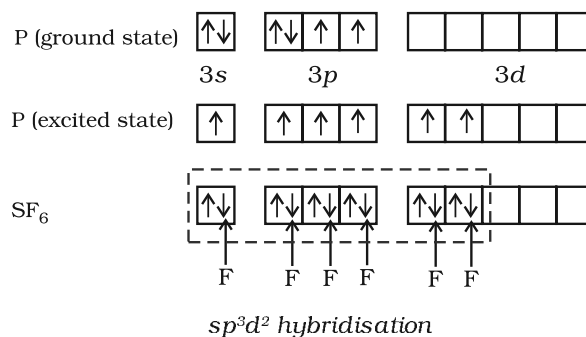 P (ground state)
3s 3p 3d
P (excited state)
SF₆
F F F F F F
sp³d² hybridisation